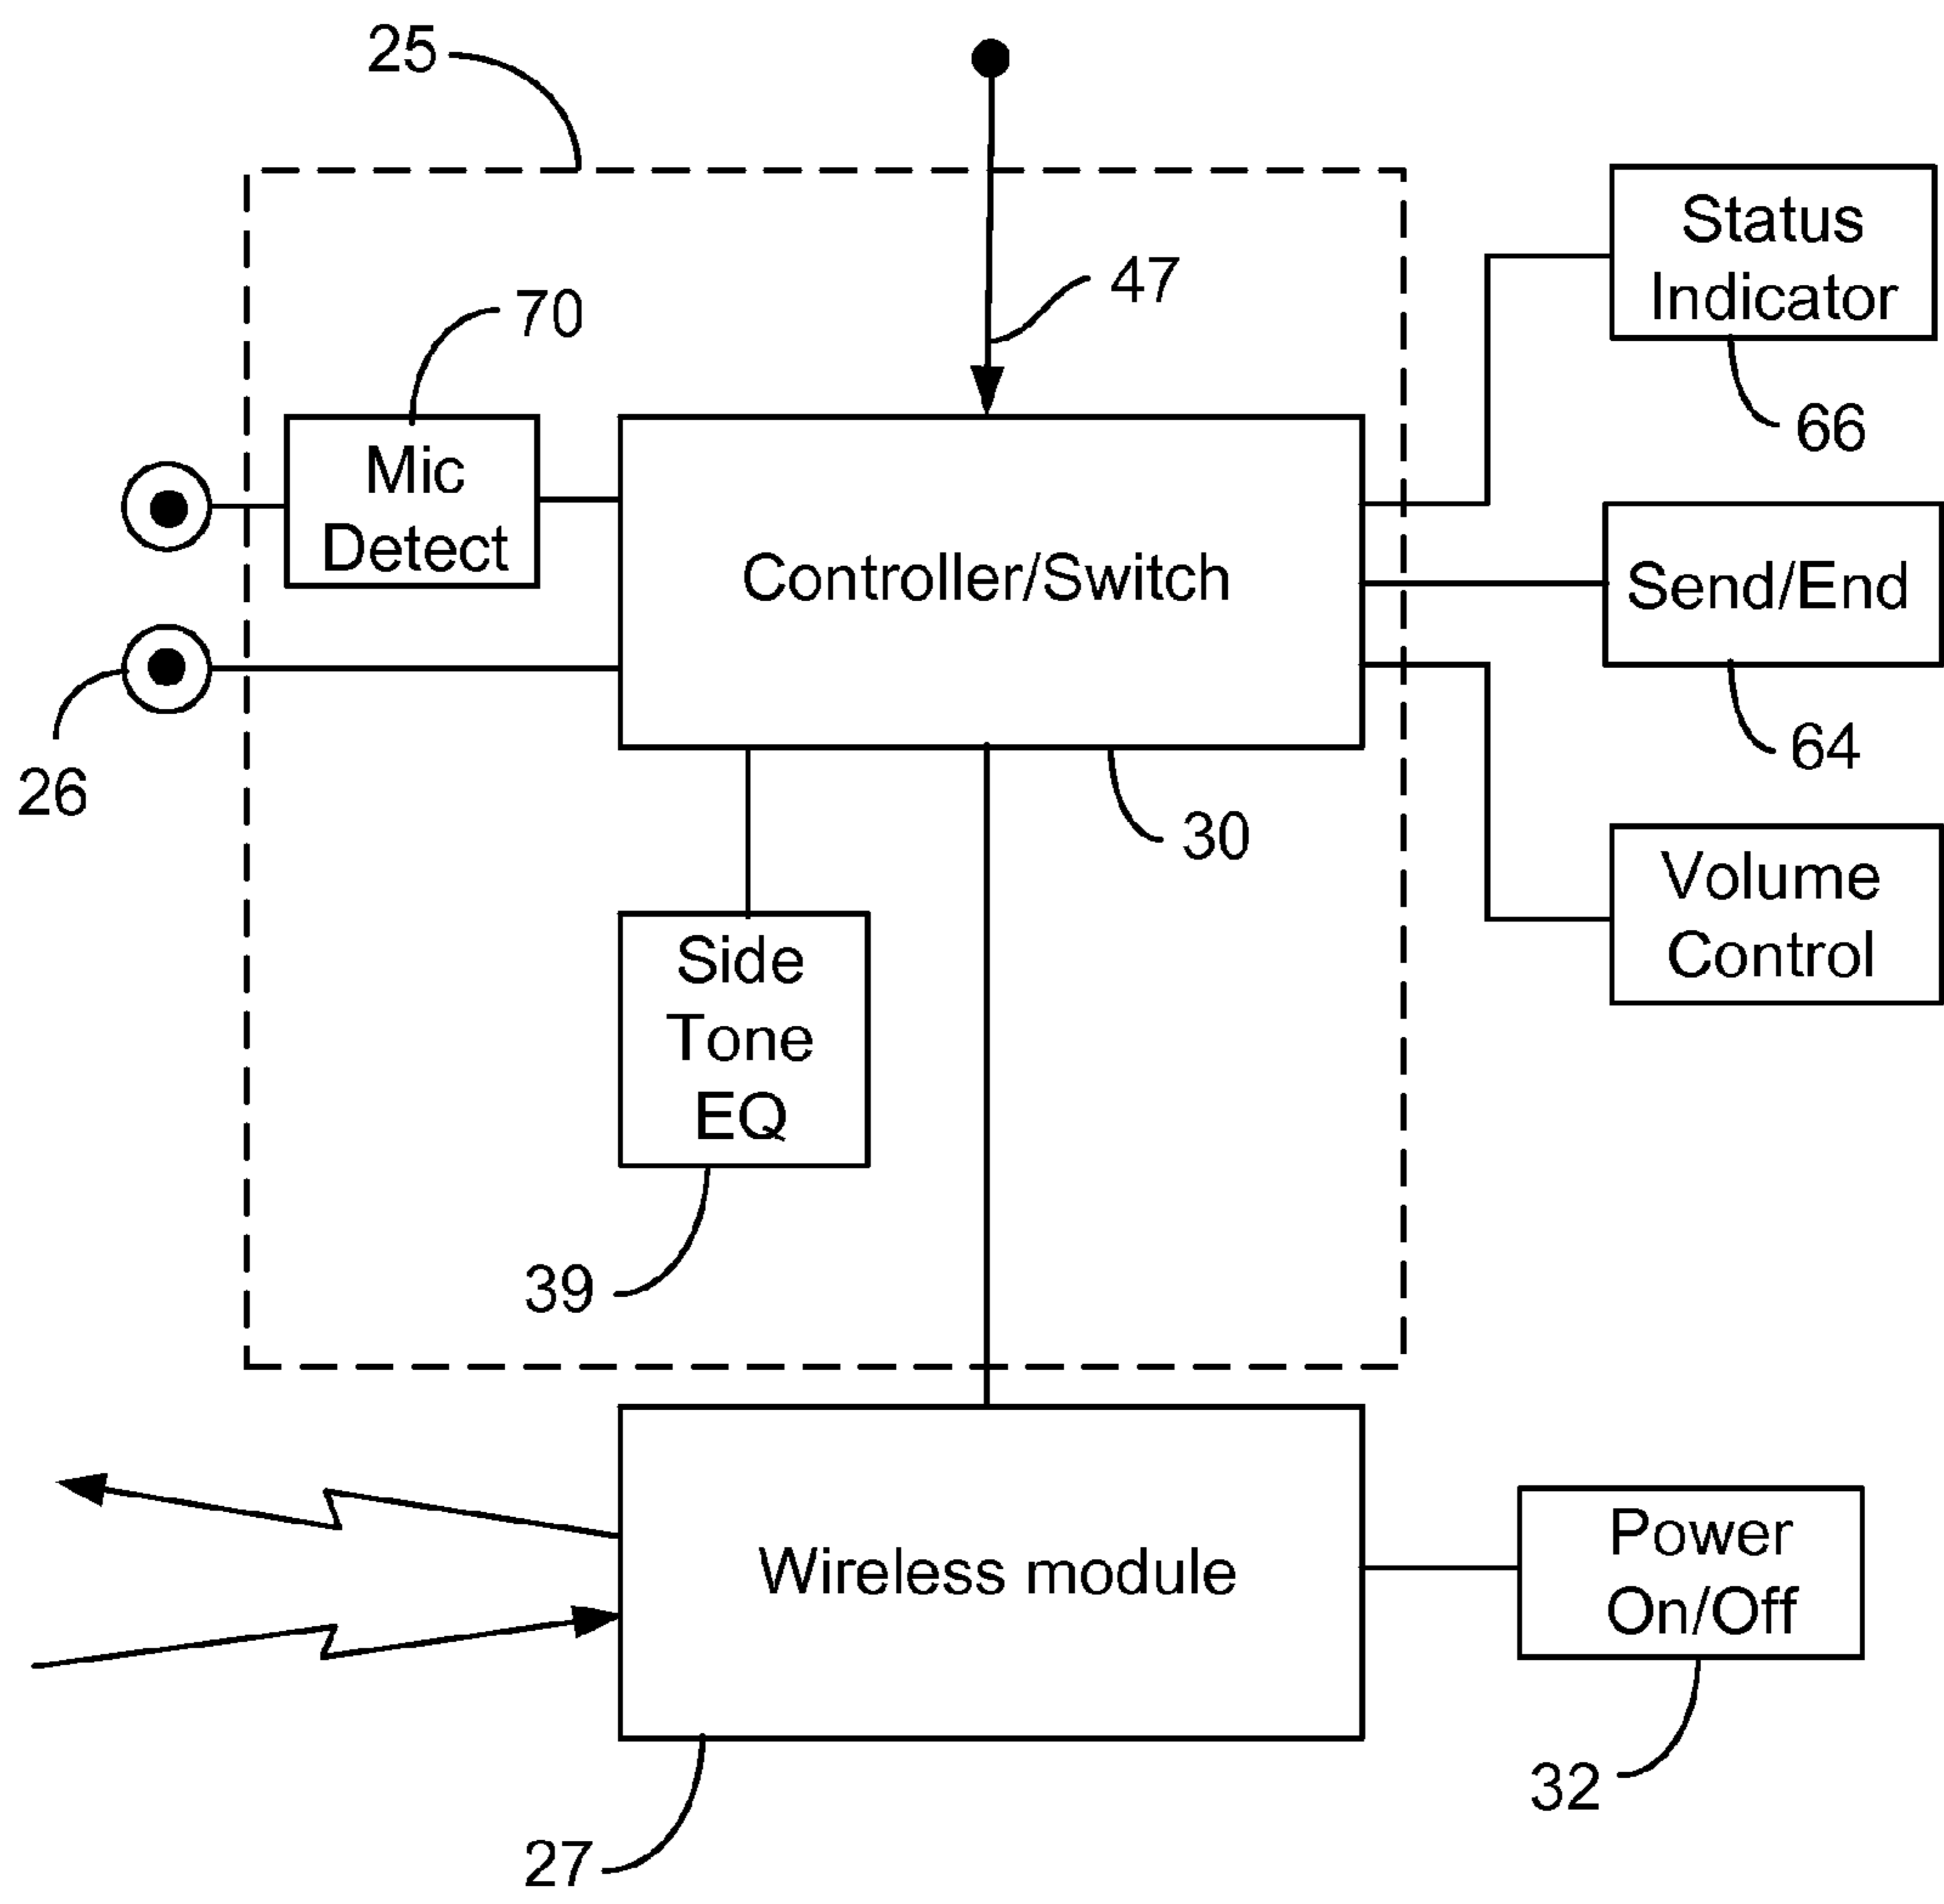 25
47
70
Status
Indicator
66
Mic
Detect
Controller/Switch
Send/End
64
26
30
Volume
Control
Side
Tone
EQ
39
Wireless module
Power
On/Off
32
27